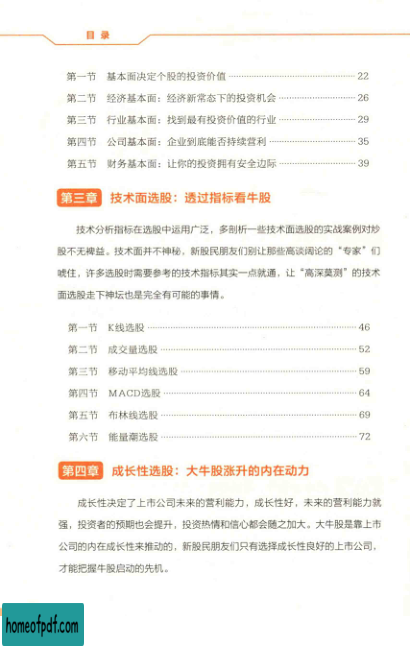 目录
第一节 基本面决定个股的投资价值 22
第二节 经济基本面：经济新常态下的投资机会 26
第三节 行业基本面：找到最有投资价值的行业 29
第四节 公司基本面：企业到底能否持续营利 35
第五节 财务基本面：让你的投资拥有安全边际 39
第三章 技术面选股：透过指标看牛股
技术分析指标在选股中运用广泛，多剖析一些技术面选股的实战案例对炒
股不无裨益。技术面并不神秘，新股民朋友们别让那些高谈阔论的“专家”们
唬住，许多选股时需要参考的技术指标其实一点就通，让“高深莫测”的技术
面选股走下神坛也是完全有可能的事情。
第一节 K线选股 46
第二节 成交量选股 52
第三节 移动平均线选股 59
第四节 MACD选股 64
第五节 布林线选股 69
第六节 能量潮选股 72
第四章 成长性选股：大牛股涨升的内在动力
成长性决定了上市公司未来的营利能力，成长性好，未来的营利能力就
强，投资者的预期也会提升，投资热情和信心都会随之加大。大牛股是靠上市
公司的内在成长性来推动的，新股民朋友们只有选择成长性良好的上市公司，
才能把握牛股启动的先机。
homeofpdf.com